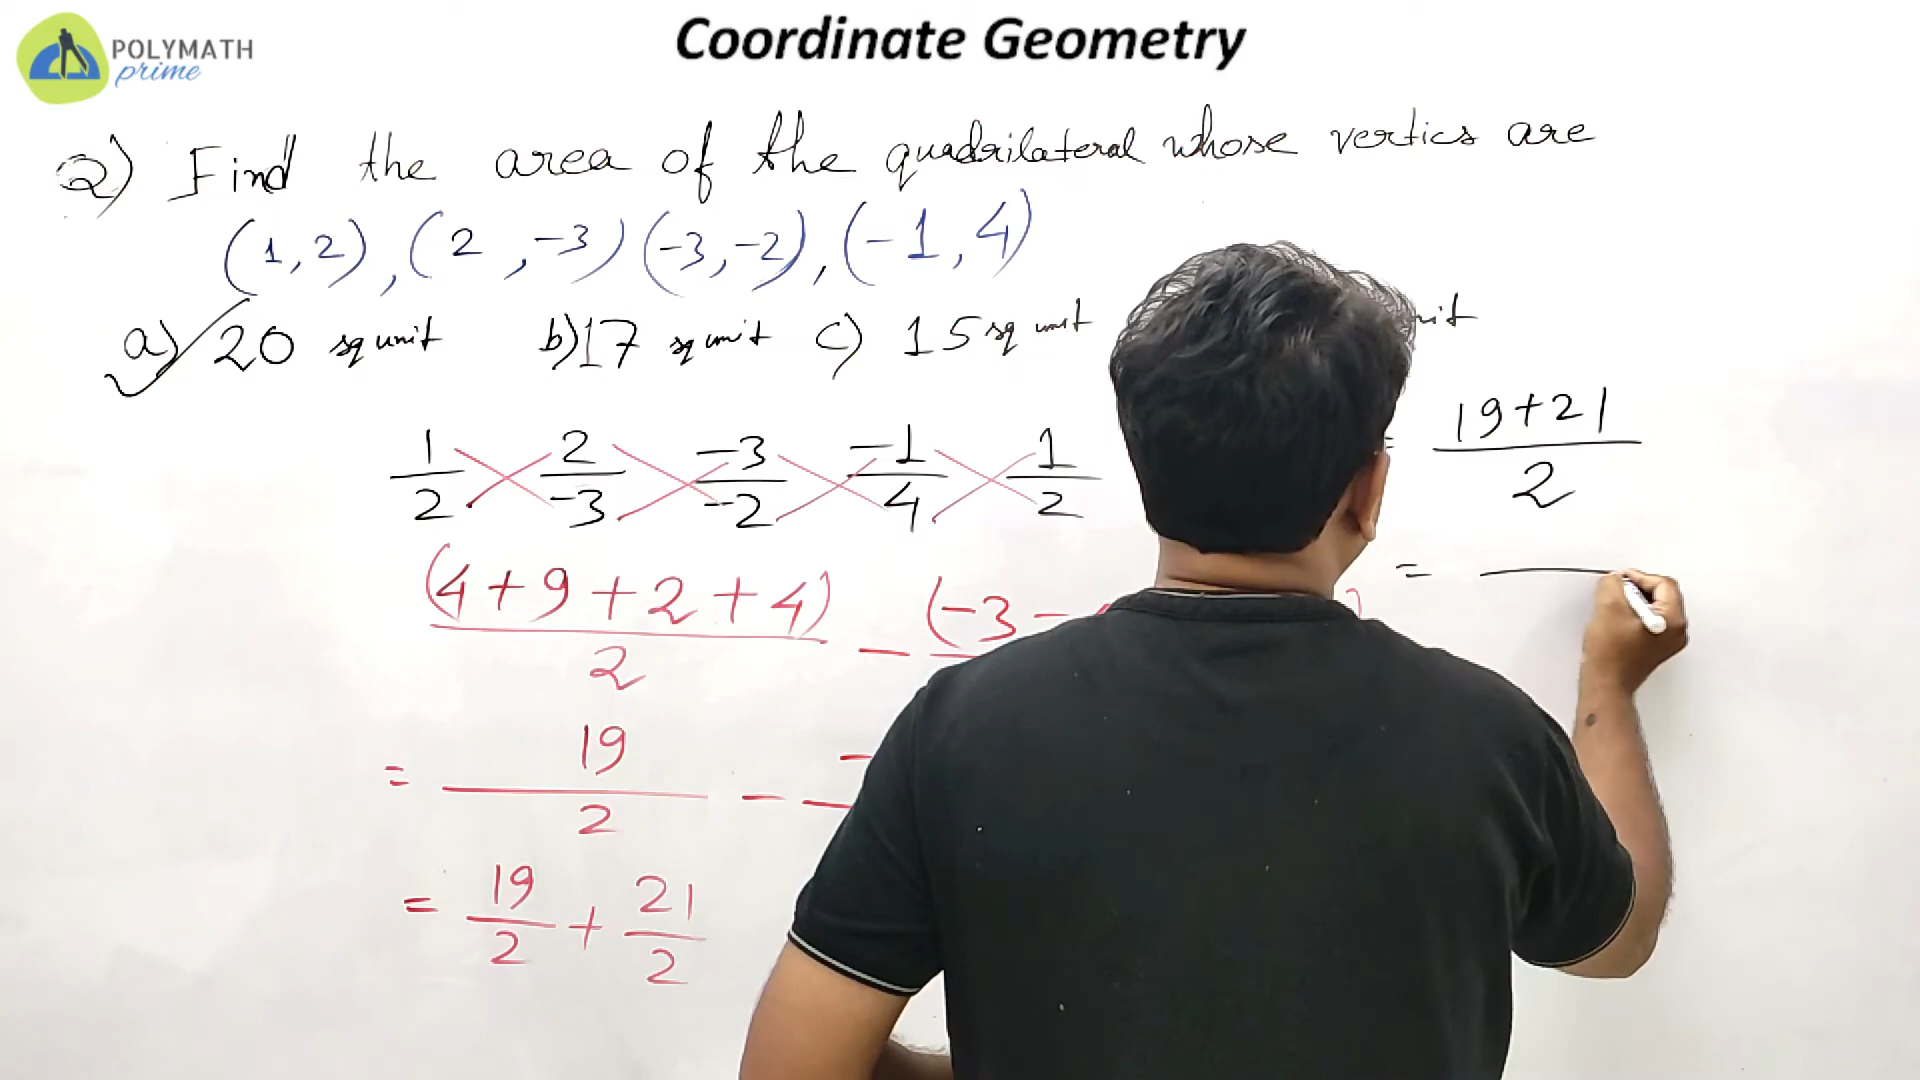 POLYMATH
prime
Coordinate Geometry
Q) Find the area of the quadrilateral whose vertics are
(1,2), (2,-3) (-3,-2), (-1,4)
a) 20 sq unit b) 17 sq unit c) 15 sq unit
1/2 2/-3 -3/-2 -1/4 1/2
= 19+21 / 2
(4+9+2+4) / 2 - (-3-
=
= 19/2 -
= 19/2 + 21/2